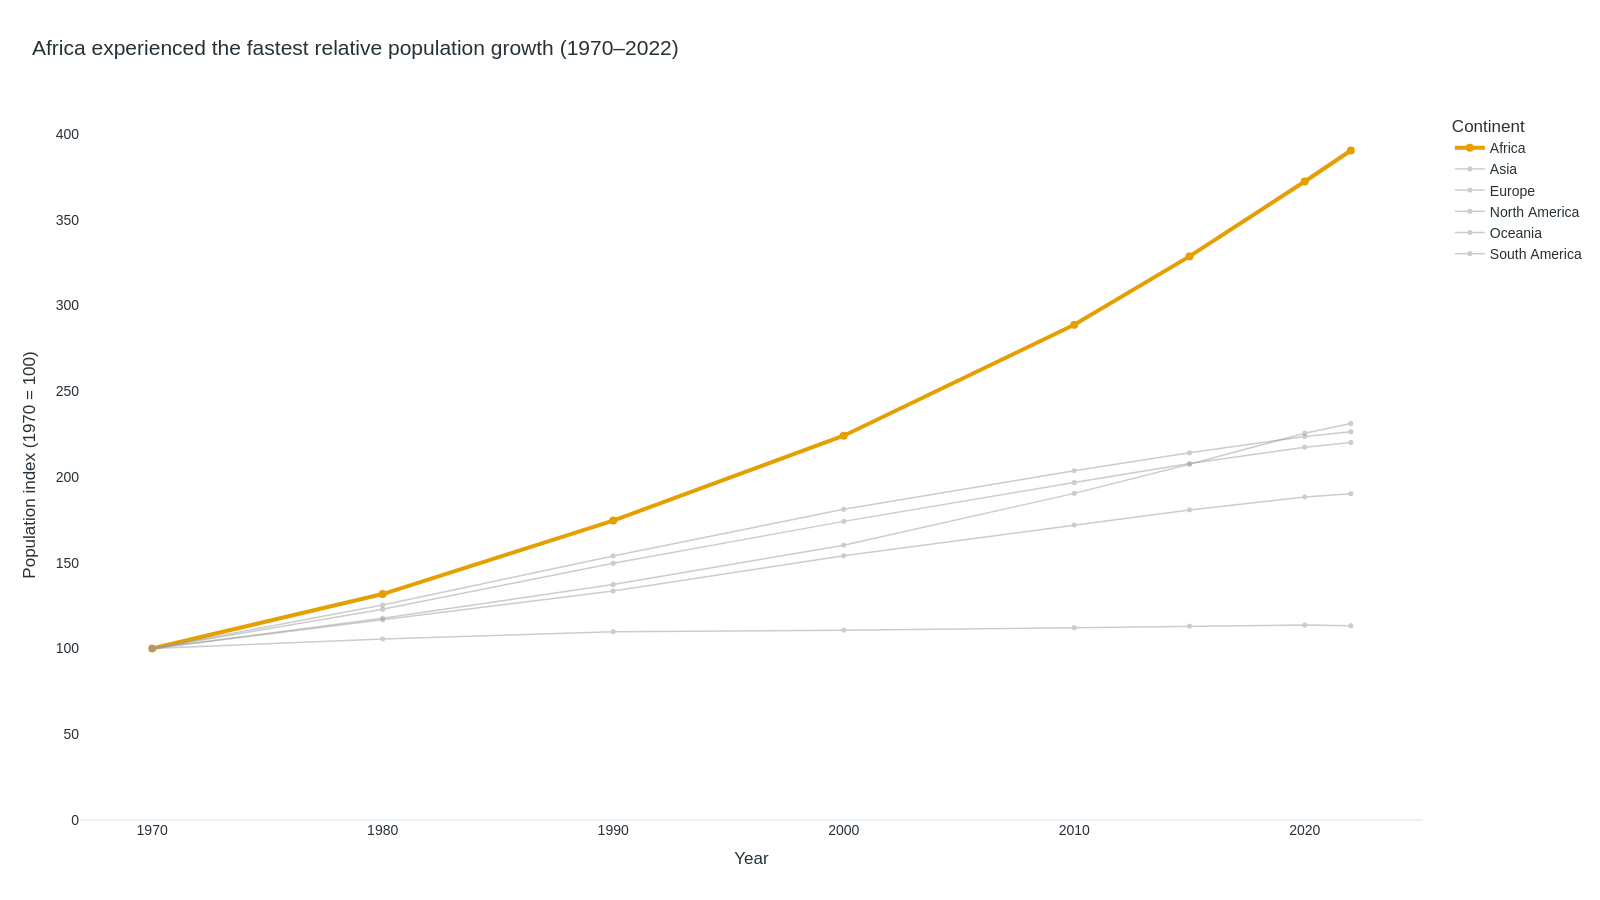 Africa experienced the fastest relative population growth (1970–2022)
Continent
Africa
Asia
Europe
North America
Oceania
South America
Population index (1970 = 100)
400
350
300
250
200
150
100
50
0
1970 1980 1990 2000 2010 2020
Year